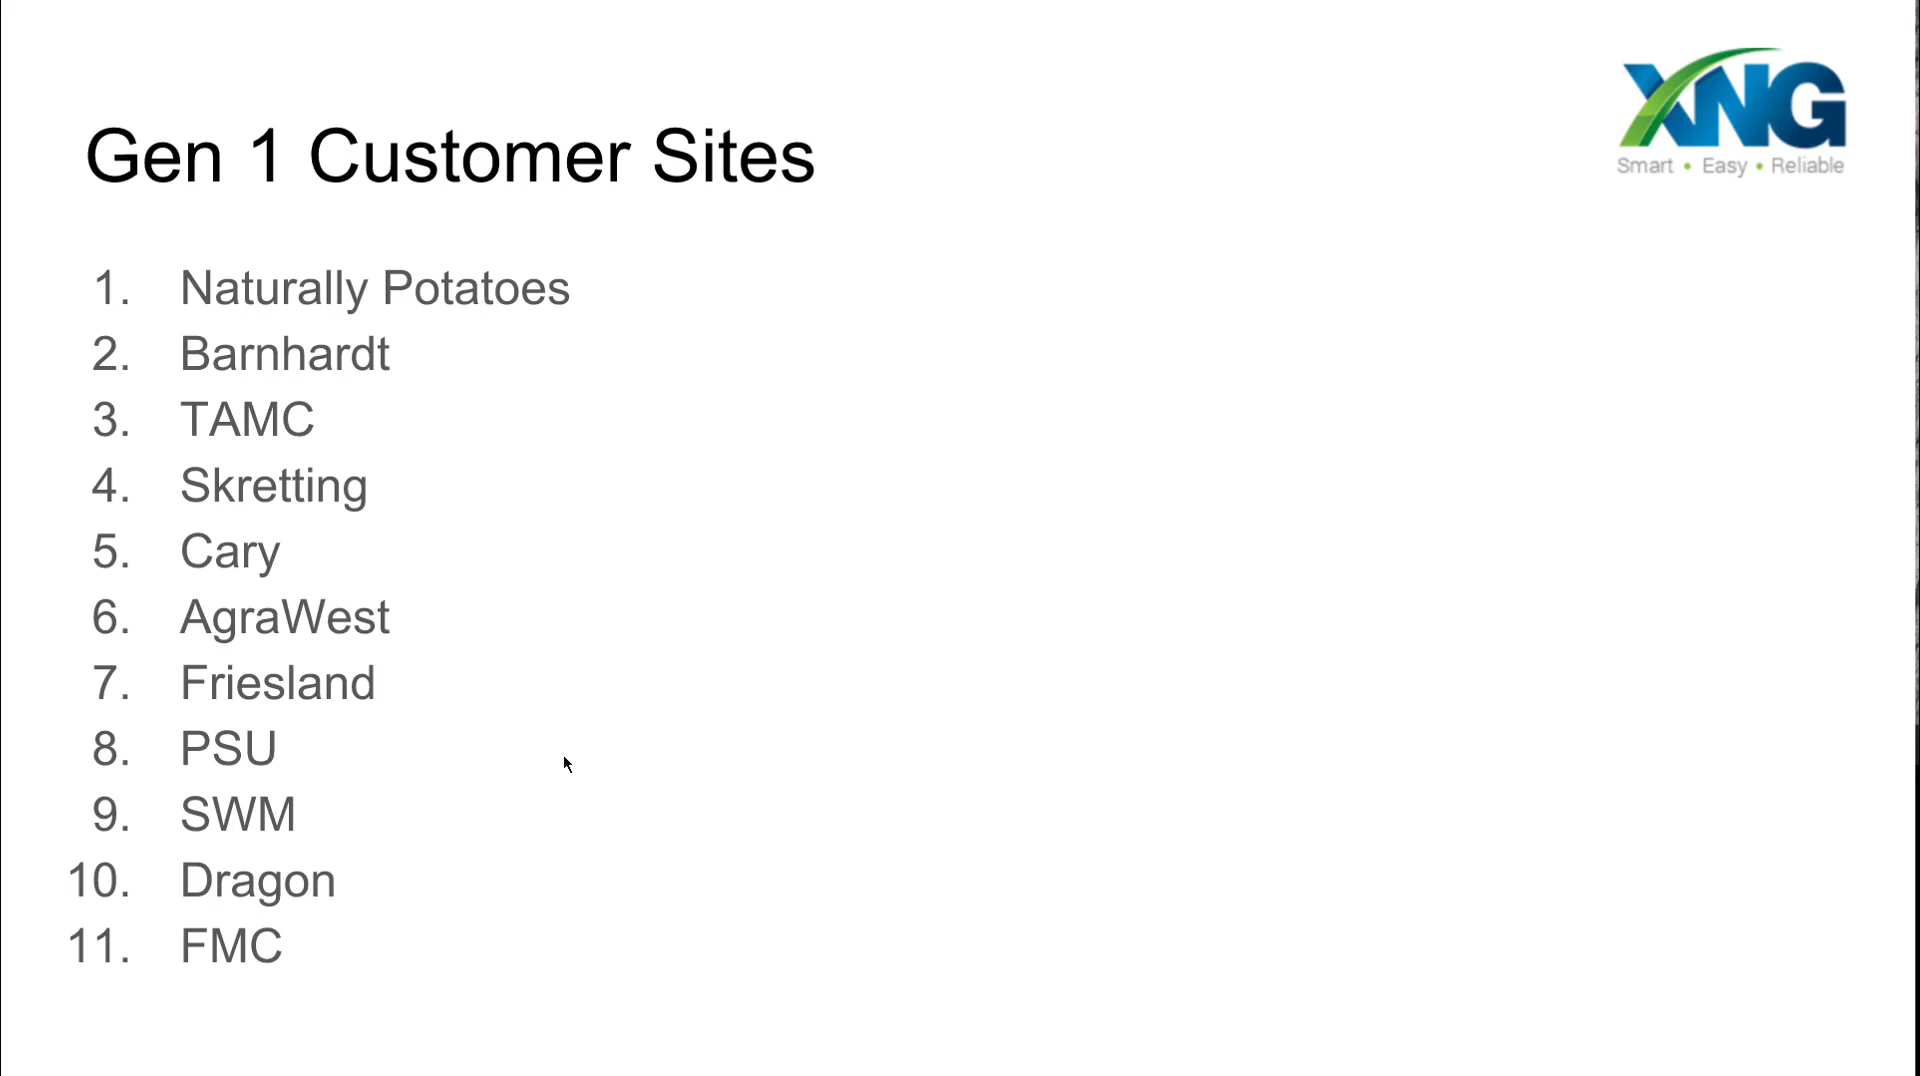 XNG
Smart • Easy • Reliable
Gen 1 Customer Sites
1. Naturally Potatoes
2. Barnhardt
3. TAMC
4. Skretting
5. Cary
6. AgraWest
7. Friesland
8. PSU
9. SWM
10. Dragon
11. FMC